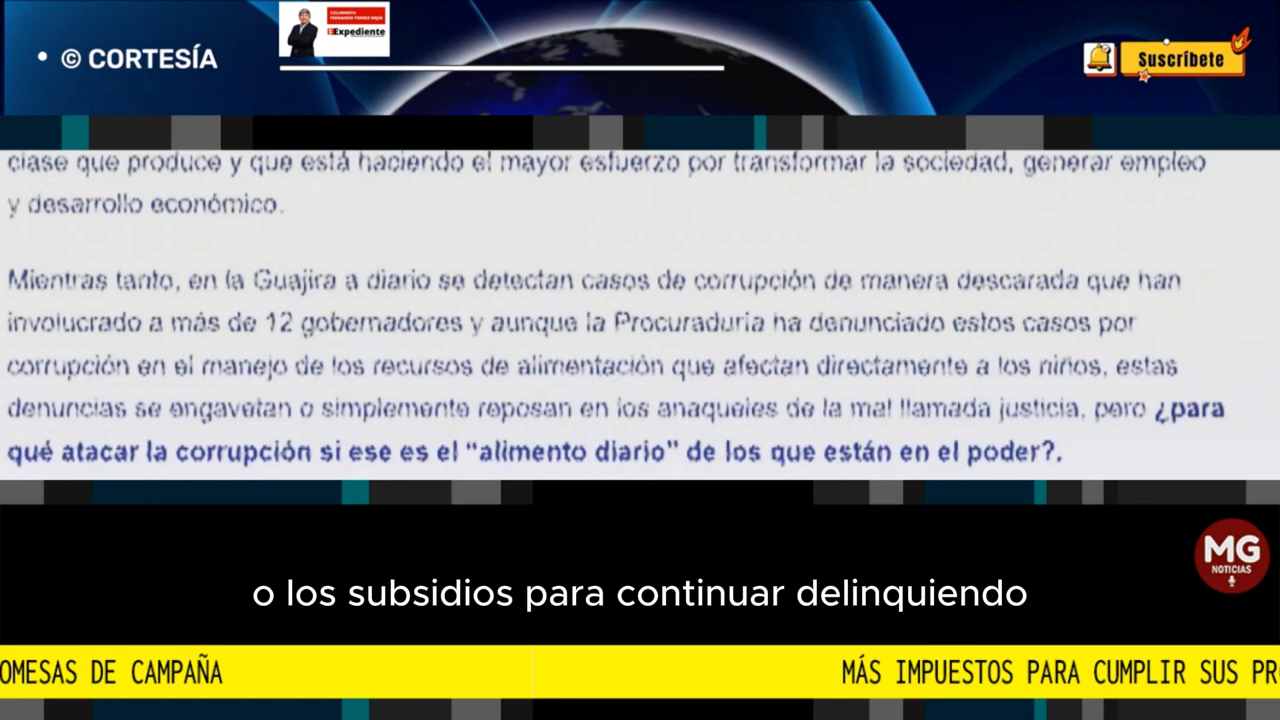 • © CORTESÍA
COLUMNISTA
FERNANDO TORRES MEJÍA
Expediente
Suscríbete
clase que produce y que está haciendo el mayor esfuerzo por transformar la sociedad, generar empleo
y desarrollo económico.
Mientras tanto, en la Guajira a diario se detectan casos de corrupción de manera descarada que han
involucrado a más de 12 gobernadores y aunque la Procuraduría ha denunciado estos casos por
corrupción en el manejo de los recursos de alimentación que afectan directamente a los niños, estas
denuncias se engavetan o simplemente reposan en los anaqueles de la mal llamada justicia, pero ¿para
qué atacar la corrupción si ese es el "alimento diario" de los que están en el poder?.
MG
NOTICIAS
o los subsidios para continuar delinquiendo
OMESAS DE CAMPAÑA
MÁS IMPUESTOS PARA CUMPLIR SUS PR